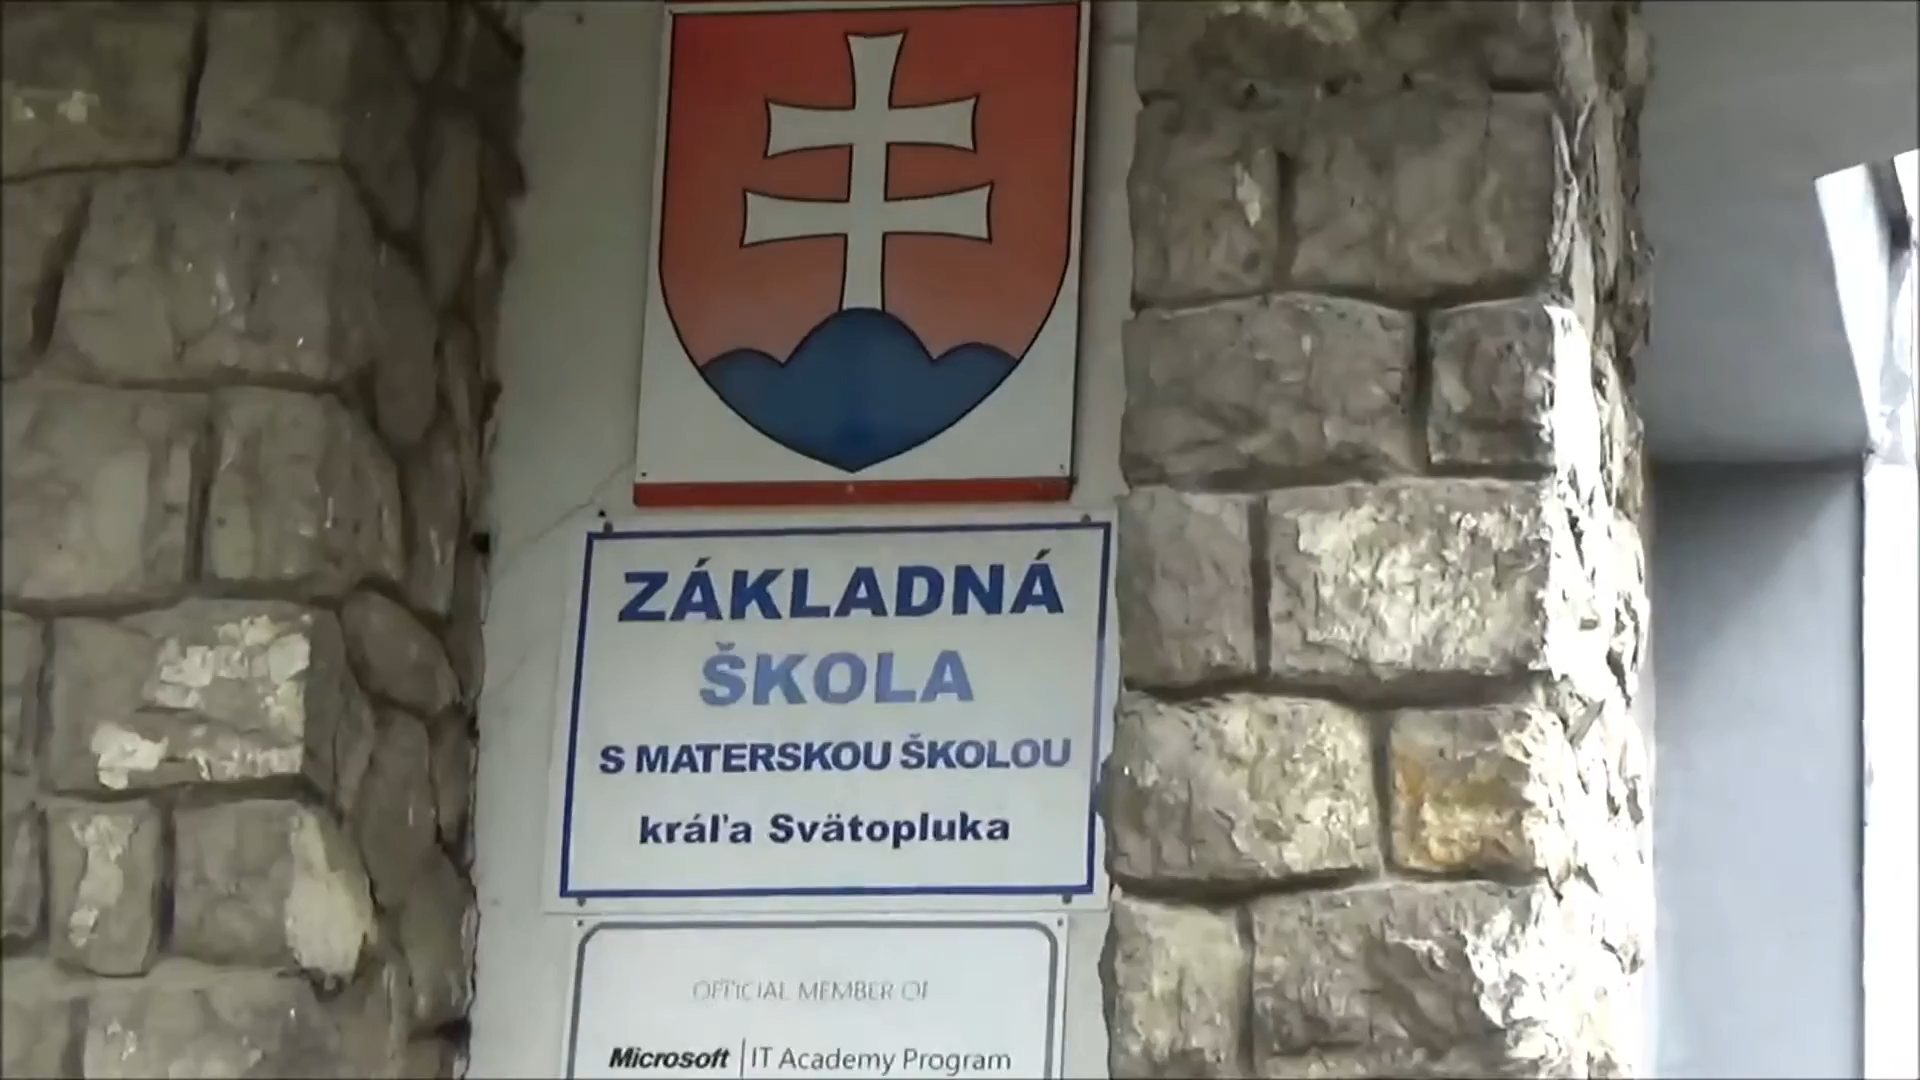 ZÁKLADNÁ
ŠKOLA
S MATERSKOU ŠKOLOU
kráľa Svätopluka
OFFICIAL MEMBER OF
Microsoft | IT Academy Program